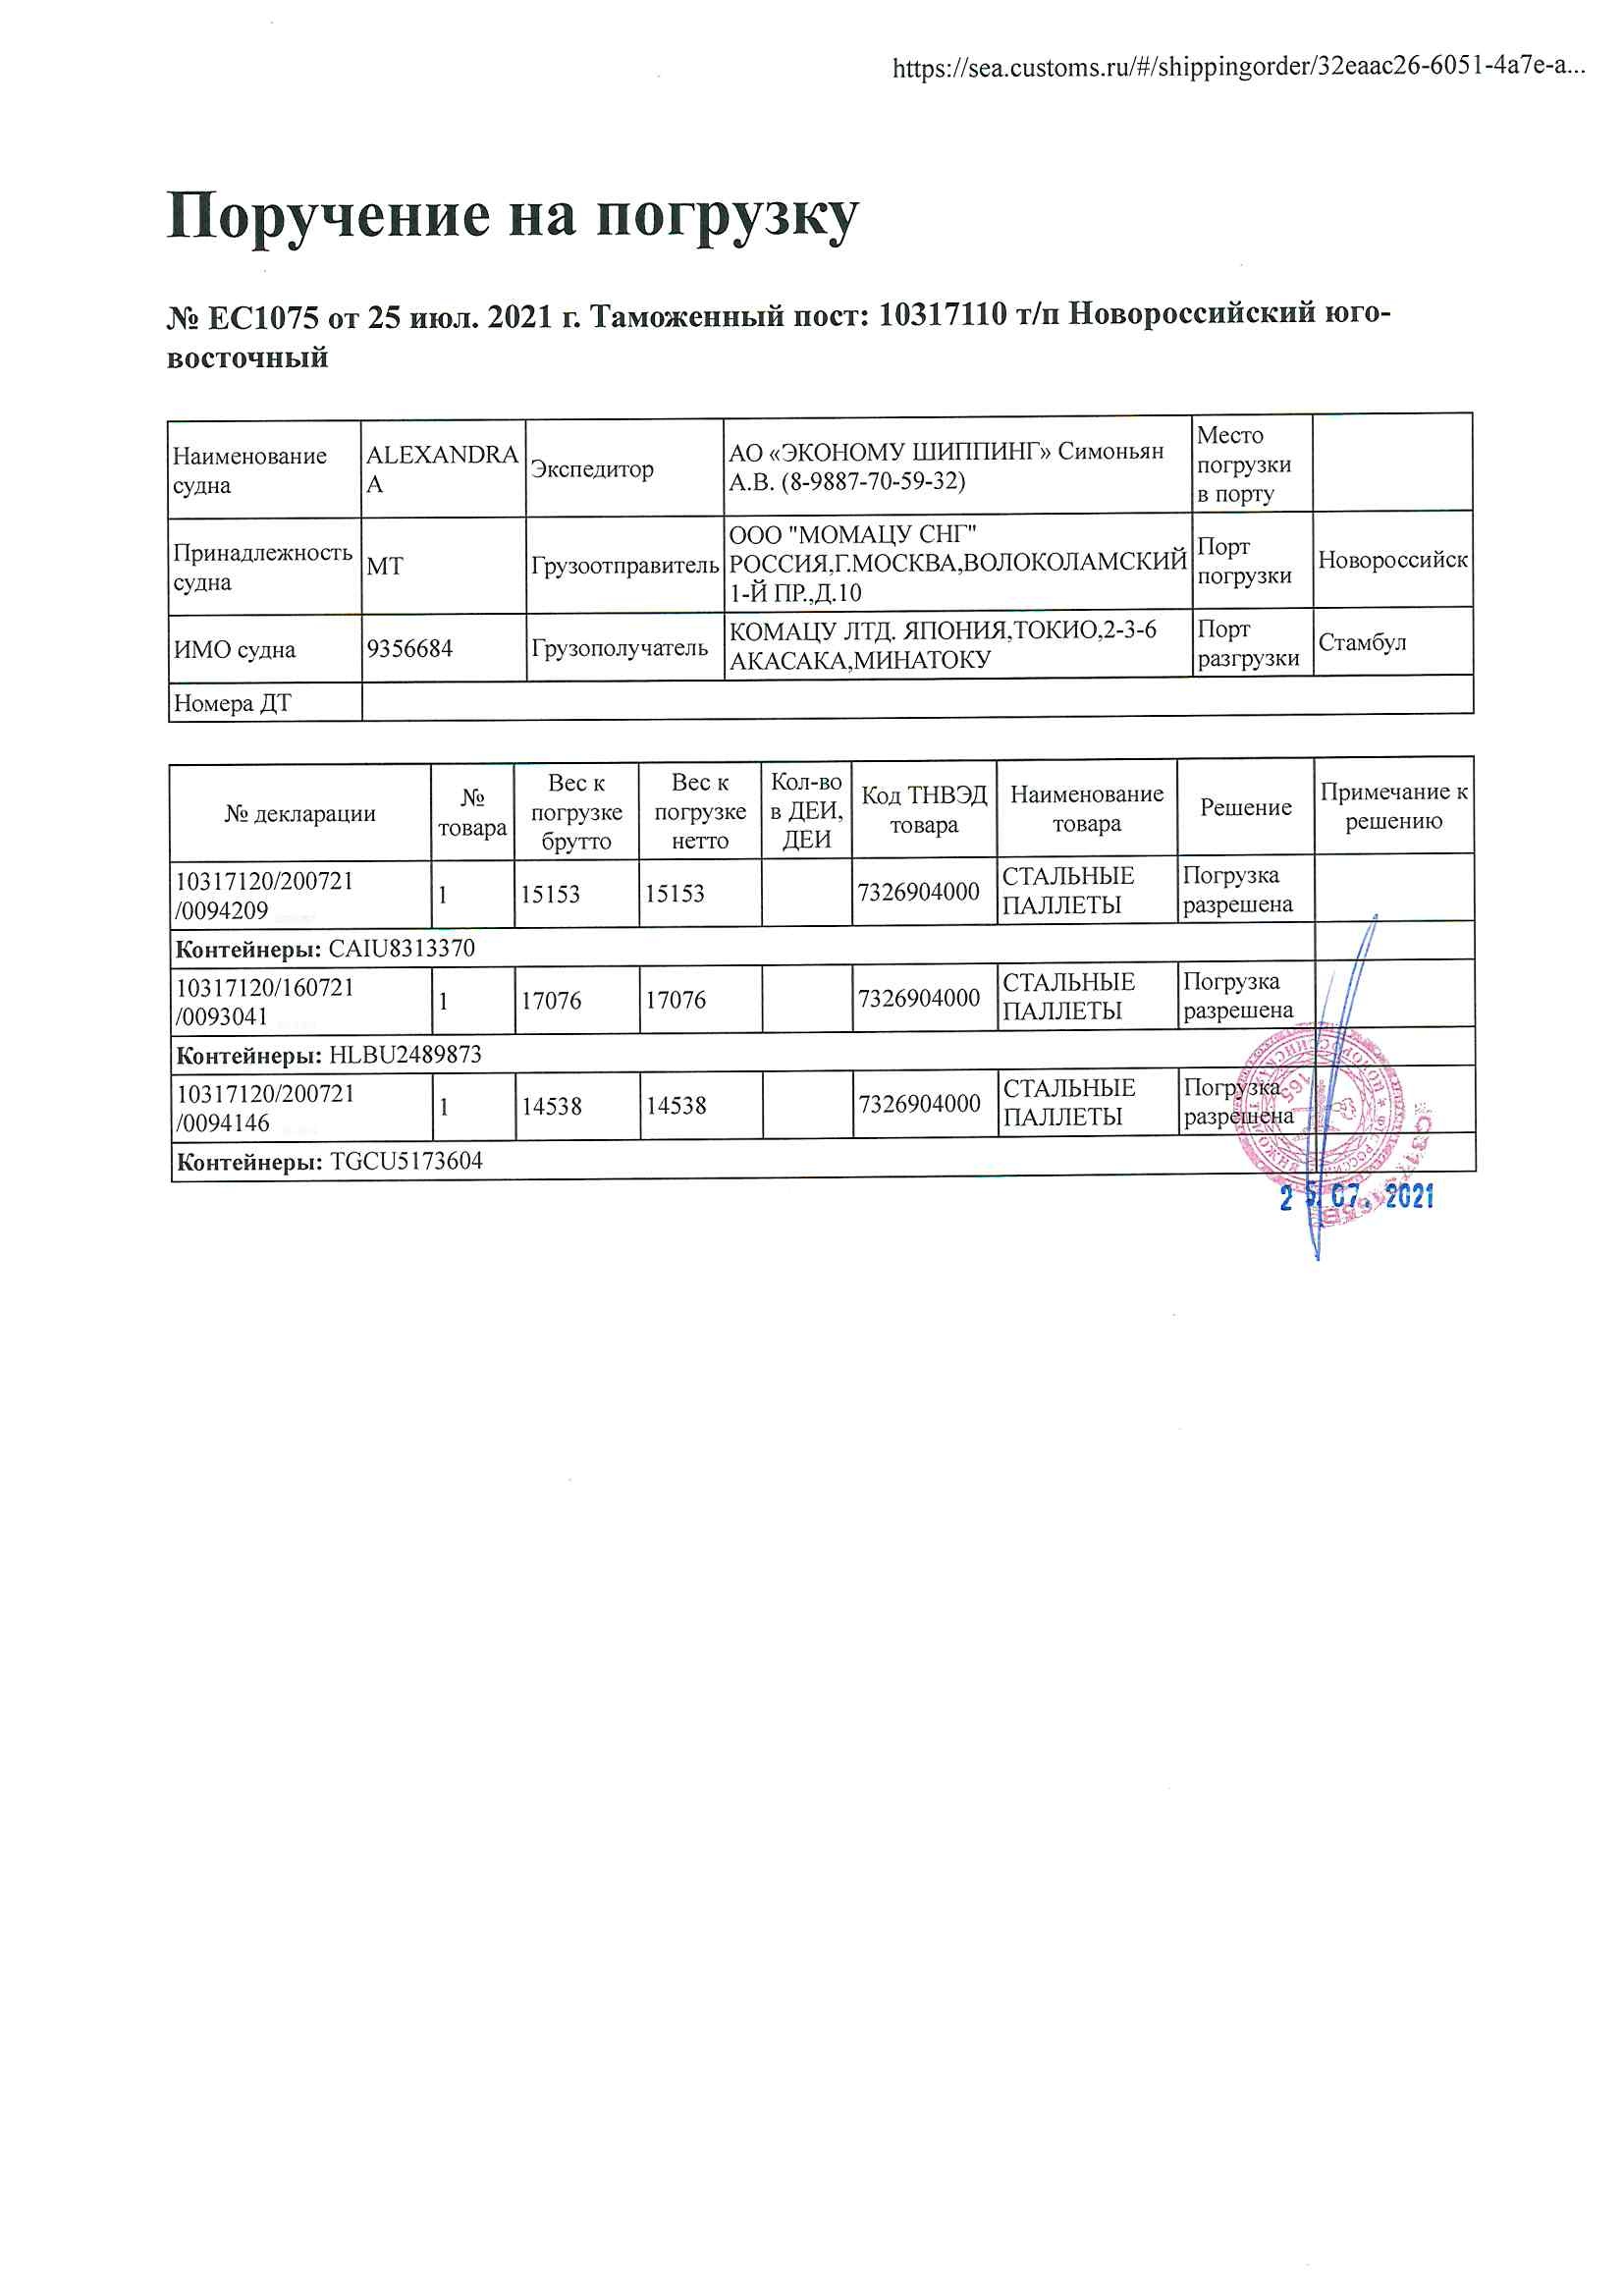 https://sea.customs.ru/#/shippingorder/32eaac26-6051-4a7e-a...
Поручение на погрузку
№ ЕС1075 от 25 июл. 2021 г. Таможенный пост: 10317110 т/п Новороссийский юго-
восточный
Наименование
судна
ALEXANDRA
A
Экспедитор
АО «ЭКОНОМУ ШИППИНГ» Симоньян
А.В. (8-9887-70-59-32)
Место
погрузки
в порту
Принадлежность
судна
МТ
Грузоотправитель
ООО "МОМАЦУ СНГ"
РОССИЯ,Г.МОСКВА,ВОЛОКОЛАМСКИЙ
1-Й ПР.,Д.10
Порт
погрузки
Новороссийск
ИМО судна
9356684
Грузополучатель
КОМАЦУ ЛТД. ЯПОНИЯ,ТОКИО,2-3-6
АКАСАКА,МИНАТОКУ
Порт
разгрузки
Стамбул
Номера ДТ
№ декларации
№
товара
Вес к
погрузке
брутто
Вес к
погрузке
нетто
Кол-во
в ДЕИ,
ДЕИ
Код ТНВЭД
товара
Наименование
товара
Решение
Примечание к
решению
10317120/200721
/0094209
1
15153
15153
7326904000
СТАЛЬНЫЕ
ПАЛЛЕТЫ
Погрузка
разрешена
Контейнеры: CAIU8313370
10317120/160721
/0093041
1
17076
17076
7326904000
СТАЛЬНЫЕ
ПАЛЛЕТЫ
Погрузка
разрешена
Контейнеры: HLBU2489873
10317120/200721
/0094146
1
14538
14538
7326904000
СТАЛЬНЫЕ
ПАЛЛЕТЫ
Погрузка
разрешена
Контейнеры: TGCU5173604
165
25.07. 2021